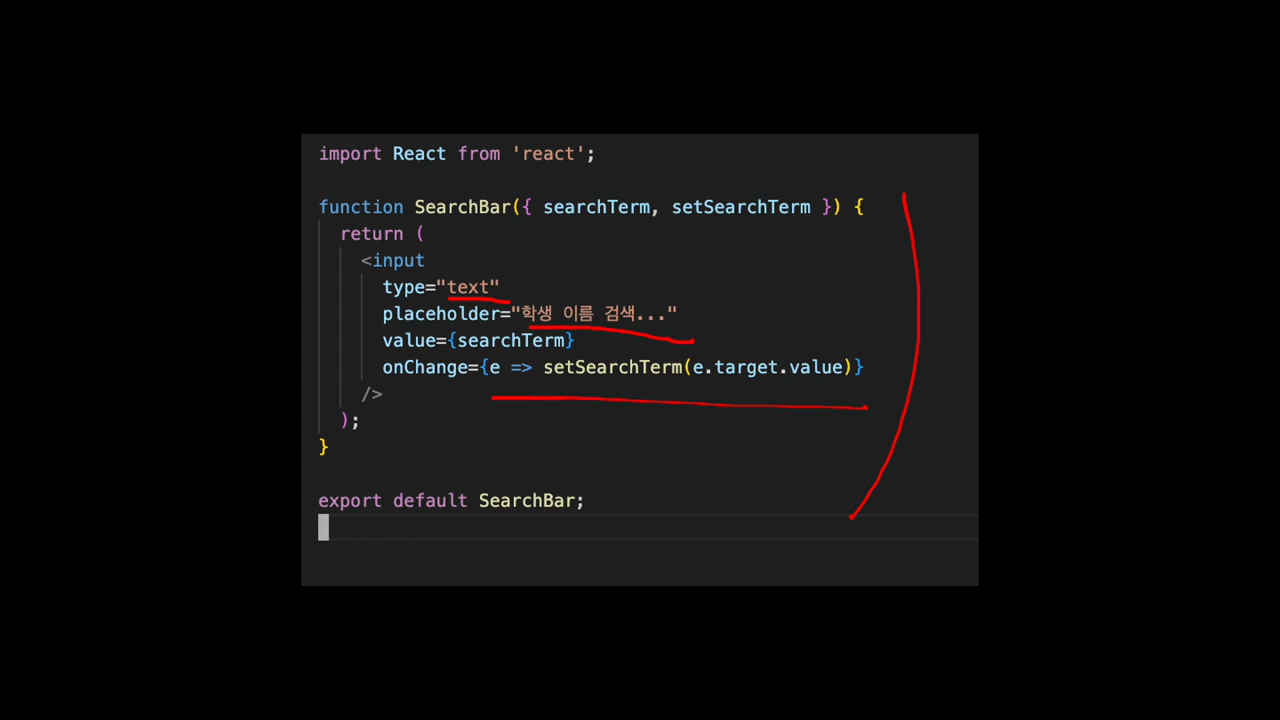 import React from 'react';
function SearchBar({ searchTerm, setSearchTerm }) {
return (
<input
type="text"
placeholder="학생 이름 검색..."
value={searchTerm}
onChange={e => setSearchTerm(e.target.value)}
/>
);
}
export default SearchBar;